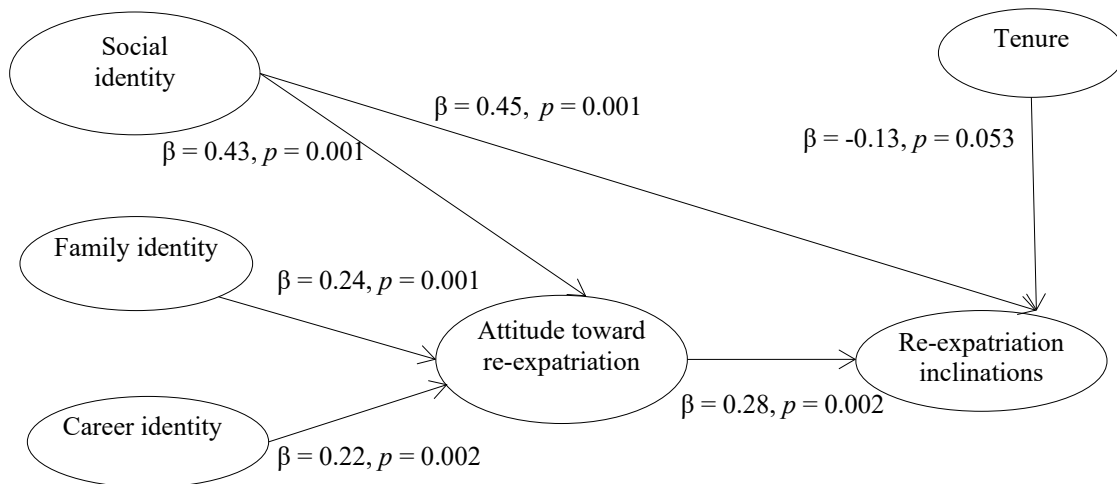 Social
identity
Tenure
β = 0.45, p = 0.001
β = -0.13, p = 0.053
β = 0.43, p = 0.001
Family identity
β = 0.24, p = 0.001
Attitude toward
re-expatriation
Re-expatriation
inclinations
β = 0.28, p = 0.002
Career identity
β = 0.22, p = 0.002